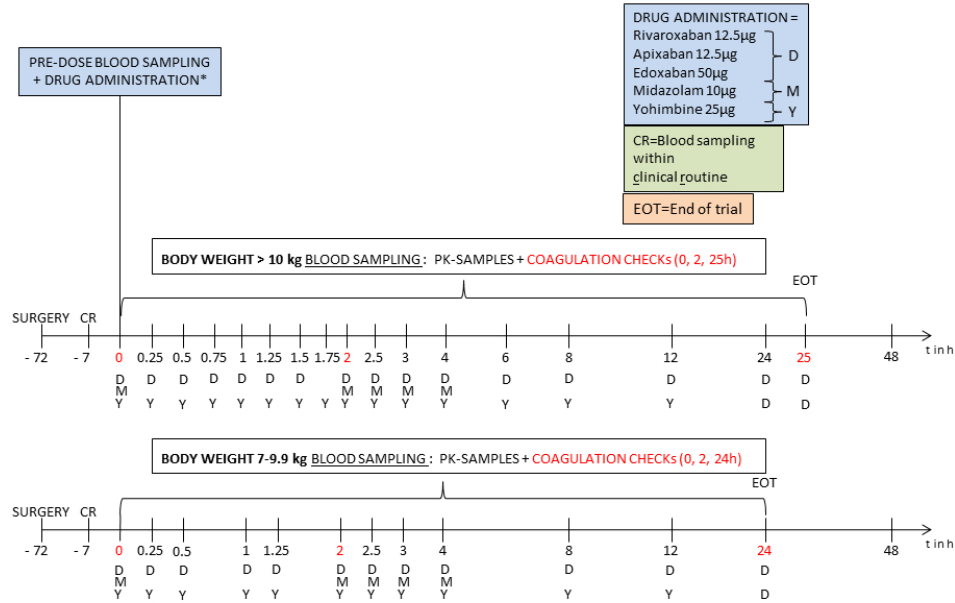 DRUG ADMINISTRATION =
Rivaroxaban 12.5µg
Apixaban 12.5µg
D
Edoxaban 50µg
Midazolam 10µg
M
Yohimbine 25µg
Y
PRE-DOSE BLOOD SAMPLING
+ DRUG ADMINISTRATION*
CR=Blood sampling
within
clinical routine
EOT=End of trial
BODY WEIGHT > 10 kg BLOOD SAMPLING : PK-SAMPLES + COAGULATION CHECKs (0, 2, 25h)
EOT
SURGERY CR
- 72 - 7 0 0.25 0.5 0.75 1 1.25 1.5 1.75 2 2.5 3 4 6 8 12 24 25 48 t in h
D D D D D D D D D D D D D D D D
M M M M M
Y Y Y Y Y Y Y Y Y Y Y Y Y Y Y D D
BODY WEIGHT 7-9.9 kg BLOOD SAMPLING : PK-SAMPLES + COAGULATION CHECKs (0, 2, 24h)
EOT
SURGERY CR
- 72 - 7 0 0.25 0.5 1 1.25 2 2.5 3 4 8 12 24 48 t in h
D D D D D D D D D D D D
M M M M M
Y Y Y Y Y Y Y Y Y Y D